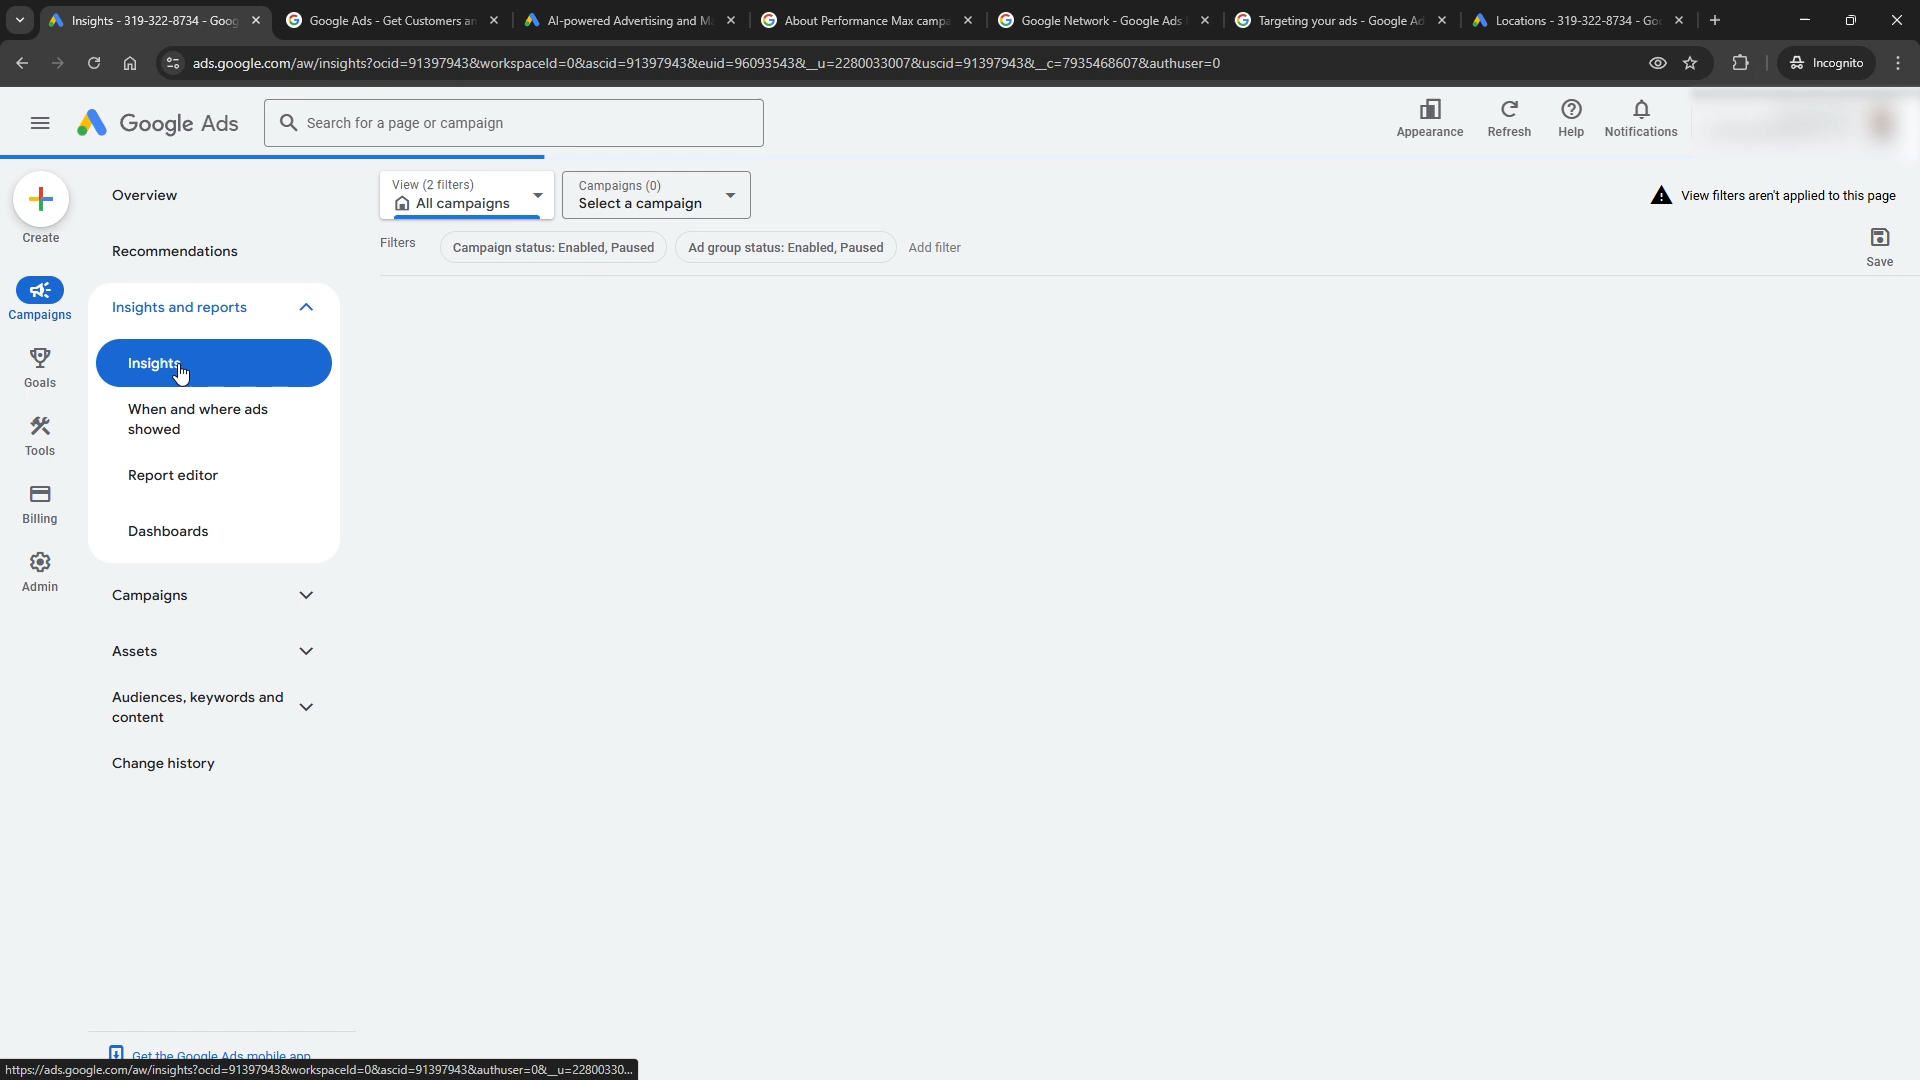 Insights - 319-322-8734 - Goog
Google Ads - Get Customers an
AI-powered Advertising and M
About Performance Max campa
Google Network - Google Ads
Targeting your ads - Google Ad
Locations - 319-322-8734 - Go
ads.google.com/aw/insights?ocid=91397943&workspaceId=0&ascid=91397943&euid=96093543&__u=2280033007&uscid=91397943&__c=7935468607&authuser=0
Incognito
Google Ads
Search for a page or campaign
Appearance
Refresh
Help
Notifications
Create
Campaigns
Goals
Tools
Billing
Admin
Overview
Recommendations
Insights and reports
Insights
When and where ads
showed
Report editor
Dashboards
Campaigns
Assets
Audiences, keywords and
content
Change history
Get the Google Ads mobile app
View (2 filters)
All campaigns
Campaigns (0)
Select a campaign
View filters aren't applied to this page
Filters
Campaign status: Enabled, Paused
Ad group status: Enabled, Paused
Add filter
Save
https://ads.google.com/aw/insights?ocid=91397943&workspaceId=0&ascid=91397943&authuser=0&__u=22800330...